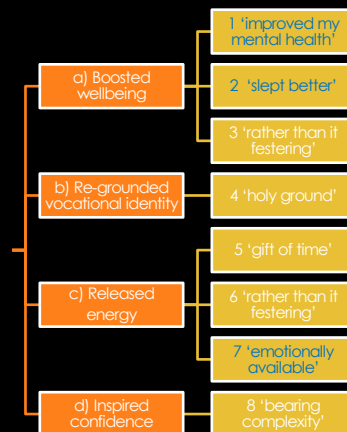 a) Boosted
wellbeing
1 'improved my
mental health'
2 'slept better'
3 'rather than it
festering'
b) Re-grounded
vocational identity
4 'holy ground'
c) Released
energy
5 'gift of time'
6 'rather than it
festering'
7 'emotionally
available'
d) Inspired
confidence
8 'bearing
complexity'